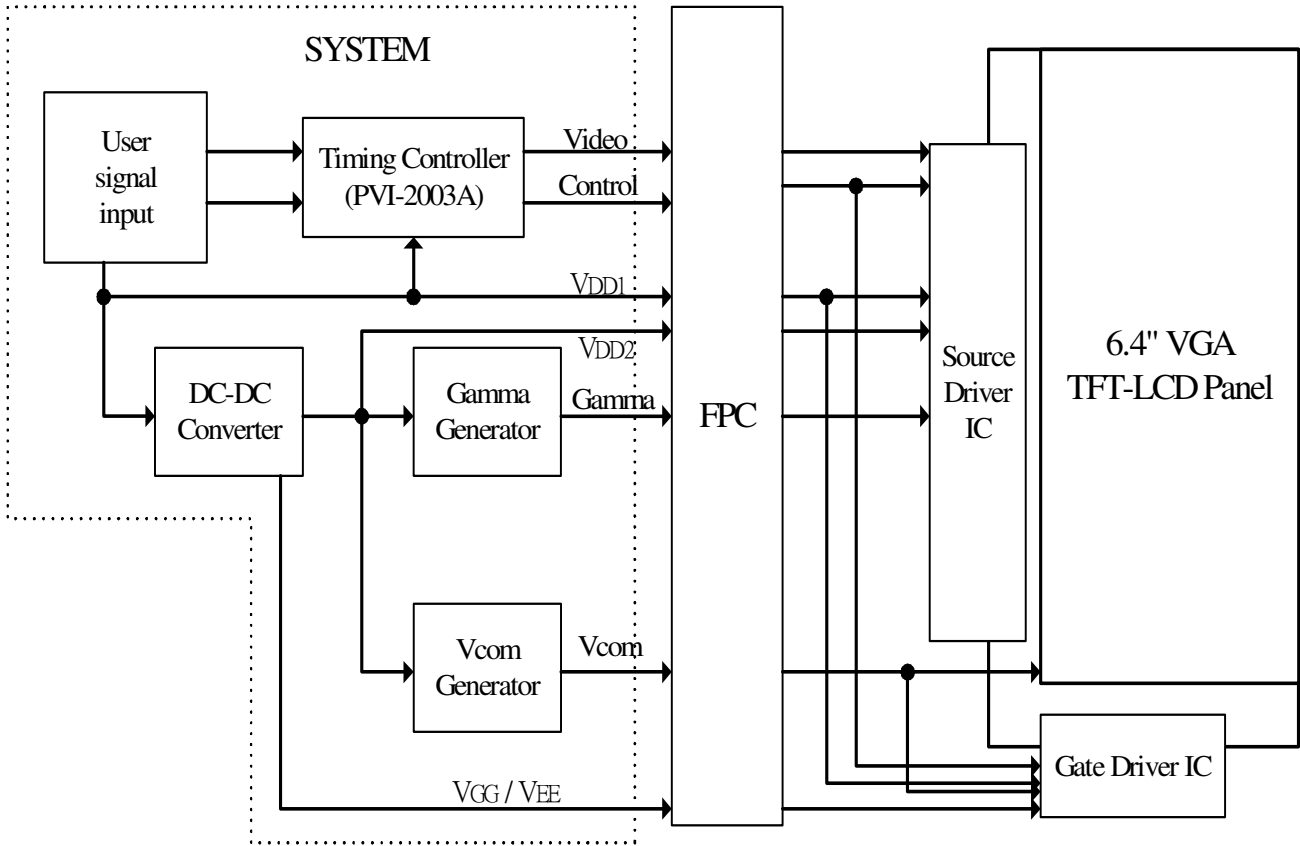 SYSTEM
User
signal
input
Timing Controller
(PVI-2003A)
Video
Control
VDD1
VDD2
DC-DC
Converter
Gamma
Generator
Gamma
Vcom
Generator
Vcom
VGG / VEE
FPC
Source
Driver
IC
6.4" VGA
TFT-LCD Panel
Gate Driver IC